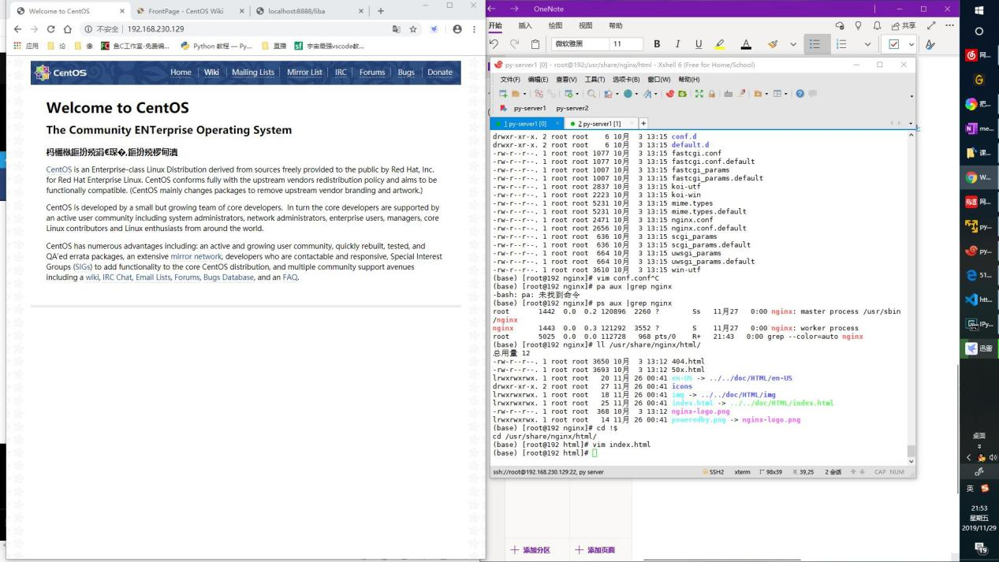 Welcome to CentOS
FrontPage - CentOS Wiki
localhost:8888/liba
不安全 | 192.168.230.129
应用
论
像
鱼C工作室-免费编...
Python 教程 — Py...
直播
宇宙最强vscode教...
CentOS
Home
Wiki
Mailing Lists
Mirror List
IRC
Forums
Bugs
Donate
Welcome to CentOS
The Community ENTerprise Operating System
CentOS is an Enterprise-class Linux Distribution derived from sources freely provided to the public by Red Hat, Inc.
for Red Hat Enterprise Linux. CentOS conforms fully with the upstream vendors redistribution policy and aims to be
functionally compatible. (CentOS mainly changes packages to remove upstream vendor branding and artwork.)
CentOS is developed by a small but growing team of core developers. In turn the core developers are supported by
an active user community including system administrators, network administrators, enterprise users, managers, core
Linux contributors and Linux enthusiasts from around the world.
CentOS has numerous advantages including: an active and growing user community, quickly rebuilt, tested, and
QA'ed errata packages, an extensive mirror network, developers who are contactable and responsive, Special Interest
Groups (SIGs) to add functionality to the core CentOS distribution, and multiple community support avenues
including a wiki, IRC Chat, Email Lists, Forums, Bugs Database, and an FAQ.
OneNote
开始
插入
绘图
视图
帮助
共享
微软雅黑
11
B
I
U
A
py-server1 [0] - root@192:/usr/share/nginx/html - Xshell 6 (Free for Home/School)
文件(F)
编辑(E)
查看(V)
工具(T)
选项卡(B)
窗口(W)
帮助(H)
py-server1
py-server2
1 py-server1 [0]
2 py-server1 [1]
drwxr-xr-x. 2 root root    6 10月  3 13:15 conf.d
drwxr-xr-x. 2 root root    6 10月  3 13:15 default.d
-rw-r--r--. 1 root root 1077 10月  3 13:15 fastcgi.conf
-rw-r--r--. 1 root root 1077 10月  3 13:15 fastcgi.conf.default
-rw-r--r--. 1 root root 1007 10月  3 13:15 fastcgi_params
-rw-r--r--. 1 root root 1007 10月  3 13:15 fastcgi_params.default
-rw-r--r--. 1 root root 2837 10月  3 13:15 koi-utf
-rw-r--r--. 1 root root 2223 10月  3 13:15 koi-win
-rw-r--r--. 1 root root 5231 10月  3 13:15 mime.types
-rw-r--r--. 1 root root 5231 10月  3 13:15 mime.types.default
-rw-r--r--. 1 root root 2471 10月  3 13:15 nginx.conf
-rw-r--r--. 1 root root 2656 10月  3 13:15 nginx.conf.default
-rw-r--r--. 1 root root  636 10月  3 13:15 scgi_params
-rw-r--r--. 1 root root  636 10月  3 13:15 scgi_params.default
-rw-r--r--. 1 root root  664 10月  3 13:15 uwsgi_params
-rw-r--r--. 1 root root  664 10月  3 13:15 uwsgi_params.default
-rw-r--r--. 1 root root 3610 10月  3 13:15 win-utf
(base) [root@192 nginx]# vim conf.conf^C
(base) [root@192 nginx]# pa aux |grep nginx
-bash: pa: 未找到命令
(base) [root@192 nginx]# ps aux |grep nginx
root      1442  0.0  0.2 120896  2260 ?        Ss   11月27   0:00 nginx: master process /usr/sbin
/nginx
nginx     1443  0.0  0.3 121292  3552 ?        S    11月27   0:00 nginx: worker process
root      5025  0.0  0.0 112728   968 pts/0    R+   21:43   0:00 grep --color=auto nginx
(base) [root@192 nginx]# ll /usr/share/nginx/html/
总用量 12
-rw-r--r--. 1 root root 3650 10月  3 13:12 404.html
-rw-r--r--. 1 root root 3693 10月  3 13:12 50x.html
lrwxrwxrwx. 1 root root   20 11月 26 00:41 en-US -> ../../doc/HTML/en-US
drwxr-xr-x. 2 root root   27 11月 26 00:41 icons
lrwxrwxrwx. 1 root root   18 11月 26 00:41 img -> ../../doc/HTML/img
lrwxrwxrwx. 1 root root   25 11月 26 00:41 index.html -> ../../doc/HTML/index.html
-rw-r--r--. 1 root root  368 10月  3 13:12 nginx-logo.png
lrwxrwxrwx. 1 root root   14 11月 26 00:41 poweredby.png -> nginx-logo.png
(base) [root@192 nginx]# cd !$
cd /usr/share/nginx/html/
(base) [root@192 html]# vim index.html
(base) [root@192 html]#
ssh://root@192.168.230.129:22, py server
SSH2
xterm
98x39
39,25
2 会话
CAP NUM
添加分区
添加页面
网...
把...
me...
课...
W...
有道
网...
py...
py...
51...
htt...
IPy...
迅雷
桌面
英
21:53
星期五
2019/11/29
19